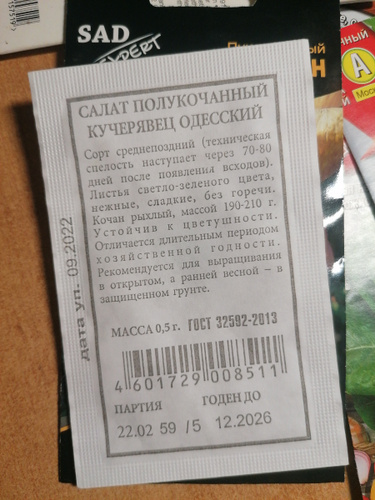 SAD
EXPERT
САЛАТ ПОЛУКОЧАННЫЙ
КУЧЕРЯВЕЦ ОДЕССКИЙ
Сорт среднепоздний (техническая
спелость наступает через 70-80
дней после появления всходов).
Листья светло-зеленого цвета,
нежные, сладкие, без горечи.
Кочан рыхлый, массой 190-210 г.
Устойчив к цветушности.
Отличается длительным периодом
хозяйственной годности.
Рекомендуется для выращивания
в открытом, а ранней весной – в
защищенном грунте.
дата уп. 09.2022
МАССА 0,5 г. ГОСТ 32592-2013
4 601729 008511
ПАРТИЯ ГОДЕН ДО
22.02 59 /5 12.2026